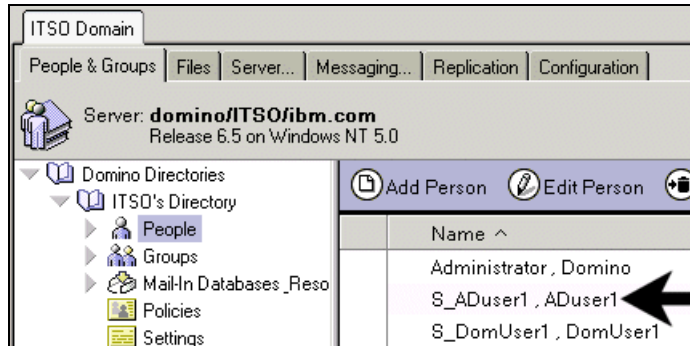 ITSO Domain
People & Groups Files Server... Messaging... Replication Configuration
Server: domino/ITSO/ibm.com
Release 6.5 on Windows NT 5.0
Domino Directories
ITSO's Directory
People
Groups
Mail-In Databases_Reso
Policies
Settings
Add Person Edit Person
Name ^
Administrator , Domino
S_ADuser1 , ADuser1
S_DomUser1 , DomUser1